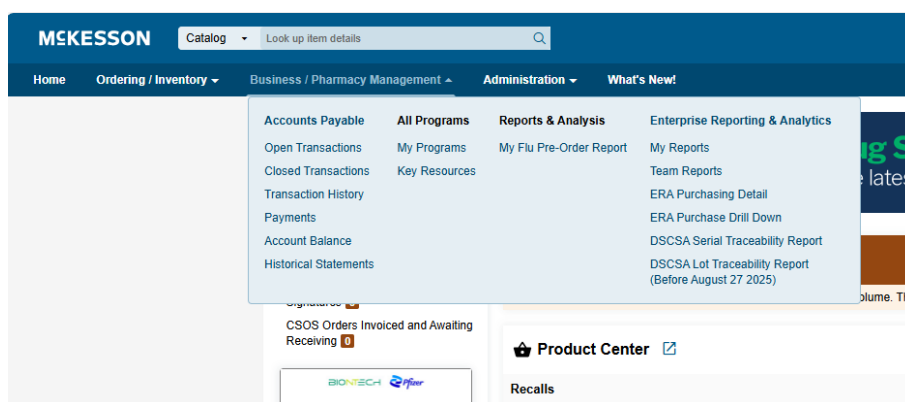 MCKESSON Catalog Look up item details
Home Ordering / Inventory Business / Pharmacy Management Administration What's New!
Accounts Payable
Open Transactions
Closed Transactions
Transaction History
Payments
Account Balance
Historical Statements
All Programs
My Programs
Key Resources
Reports & Analysis
My Flu Pre-Order Report
Enterprise Reporting & Analytics
My Reports
Team Reports
ERA Purchasing Detail
ERA Purchase Drill Down
DSCSA Serial Traceability Report
DSCSA Lot Traceability Report
(Before August 27 2025)
CSOS Orders Invoiced and Awaiting
Receiving 0
BIONTECH Pfizer
Product Center
Recalls